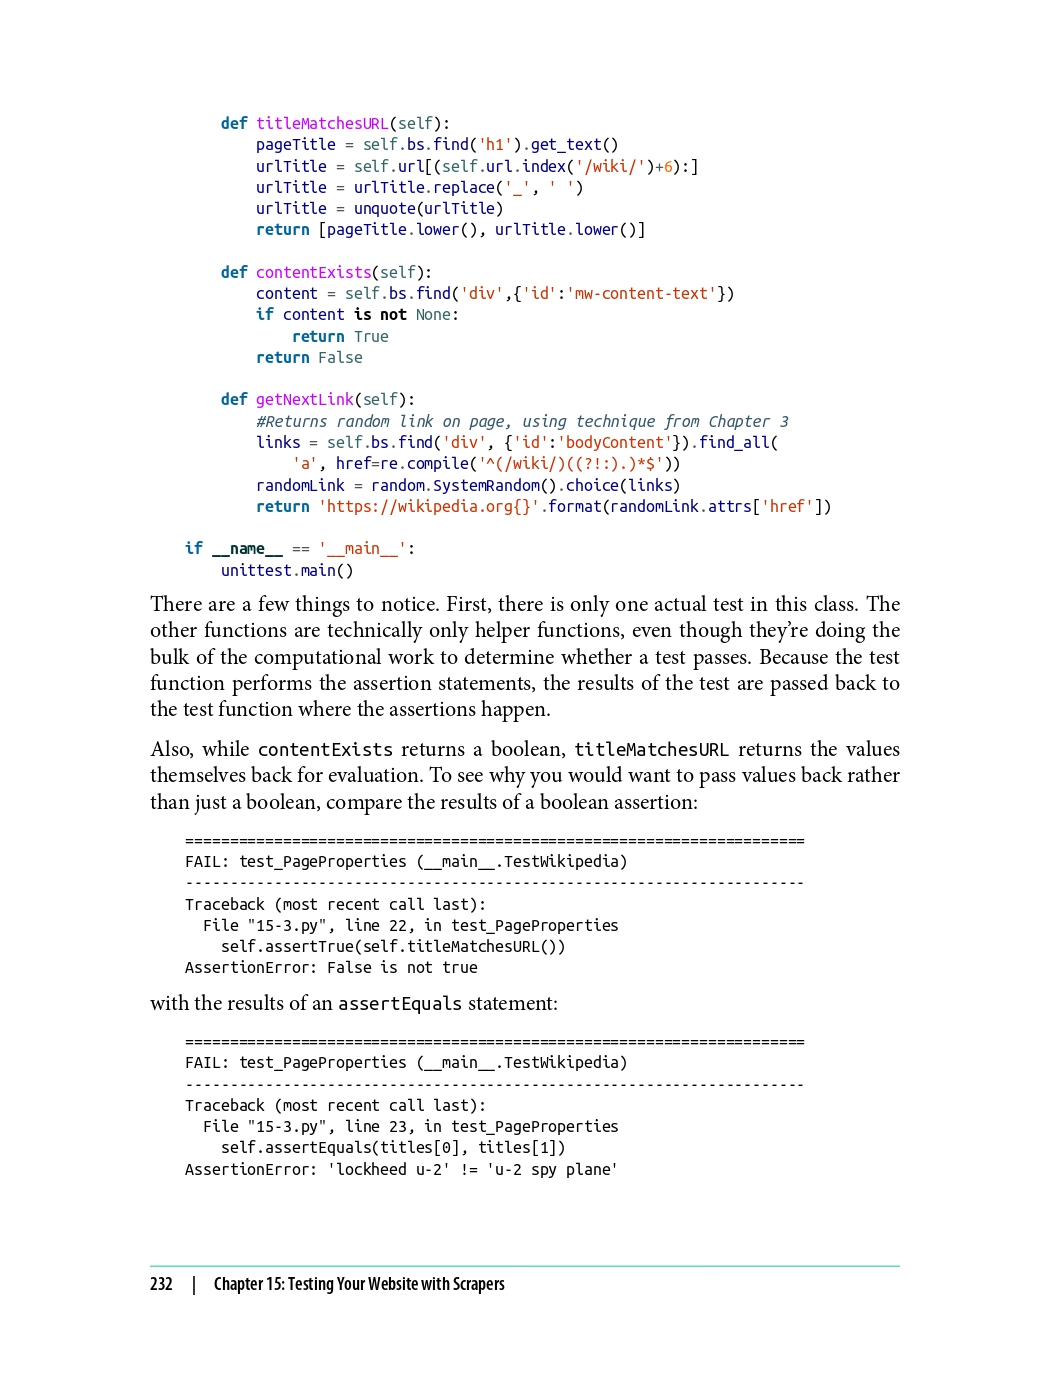 def titleMatchesURL(self):
        pageTitle = self.bs.find('h1').get_text()
        urlTitle = self.url[(self.url.index('/wiki/')+6):]
        urlTitle = urlTitle.replace('_', ' ')
        urlTitle = unquote(urlTitle)
        return [pageTitle.lower(), urlTitle.lower()]

    def contentExists(self):
        content = self.bs.find('div',{'id':'mw-content-text'})
        if content is not None:
            return True
        return False

    def getNextLink(self):
        #Returns random link on page, using technique from Chapter 3
        links = self.bs.find('div', {'id':'bodyContent'}).find_all(
            'a', href=re.compile('^(/wiki/)((?!:).)*$'))
        randomLink = random.SystemRandom().choice(links)
        return 'https://wikipedia.org{}'.format(randomLink.attrs['href'])

if __name__ == '__main__':
    unittest.main()
There are a few things to notice. First, there is only one actual test in this class. The
other functions are technically only helper functions, even though they’re doing the
bulk of the computational work to determine whether a test passes. Because the test
function performs the assertion statements, the results of the test are passed back to
the test function where the assertions happen.
Also, while contentExists returns a boolean, titleMatchesURL returns the values
themselves back for evaluation. To see why you would want to pass values back rather
than just a boolean, compare the results of a boolean assertion:
======================================================================
FAIL: test_PageProperties (__main__.TestWikipedia)
----------------------------------------------------------------------
Traceback (most recent call last):
  File "15-3.py", line 22, in test_PageProperties
    self.assertTrue(self.titleMatchesURL())
AssertionError: False is not true
with the results of an assertEquals statement:
======================================================================
FAIL: test_PageProperties (__main__.TestWikipedia)
----------------------------------------------------------------------
Traceback (most recent call last):
  File "15-3.py", line 23, in test_PageProperties
    self.assertEquals(titles[0], titles[1])
AssertionError: 'lockheed u-2' != 'u-2 spy plane'
232 | Chapter 15: Testing Your Website with Scrapers